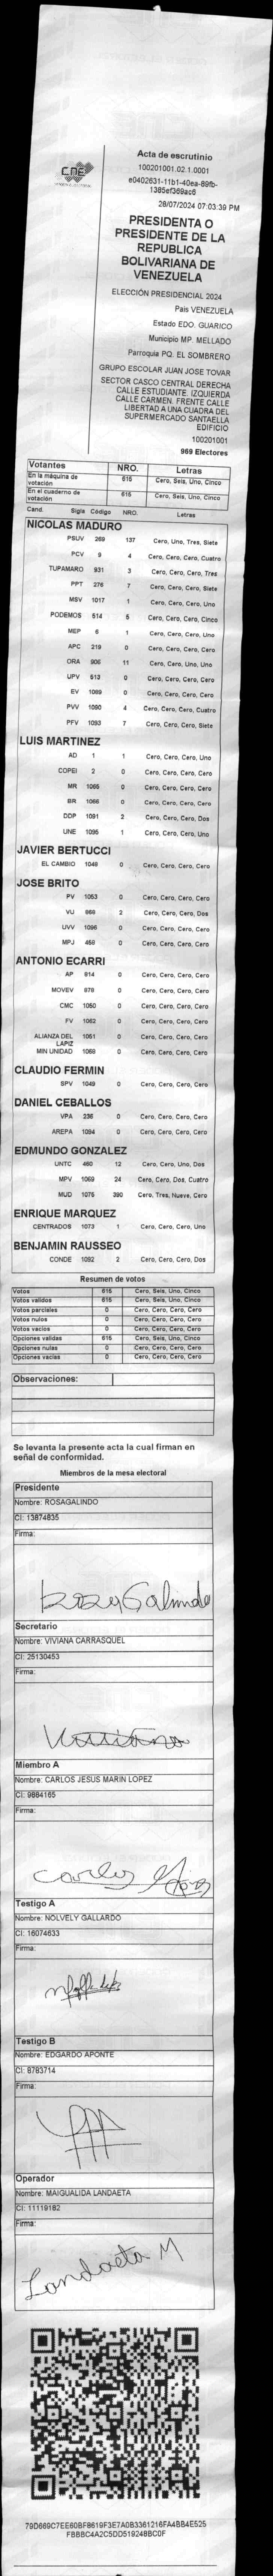 CNE
Acta de escrutinio
100201001.02.1.0001
e0402631-11b1-40ea-89fb-
1385ef369ac6
28/07/2024 07:03:39 PM
PRESIDENTA O
PRESIDENTE DE LA
REPUBLICA
BOLIVARIANA DE
VENEZUELA
ELECCIÓN PRESIDENCIAL 2024
Pais VENEZUELA
Estado EDO. GUARICO
Municipio MP. MELLADO
Parroquia PQ. EL SOMBRERO
GRUPO ESCOLAR JUAN JOSE TOVAR
SECTOR CASCO CENTRAL DERECHA
CALLE ESTUDIANTE. IZQUIERDA
CALLE CARMEN. FRENTE CALLE
LIBERTAD A UNA CUADRA DEL
SUPERMERCADO SANTAELLA
EDIFICIO
100201001
969 Electores
Votantes NRO. Letras
En la máquina de votación 615 Cero, Seis, Uno, Cinco
En el cuaderno de votación 615 Cero, Seis, Uno, Cinco
Cand. Sigla Código NRO. Letras
NICOLAS MADURO
PSUV 269 137 Cero, Uno, Tres, Siete
PCV 9 4 Cero, Cero, Cero, Cuatro
TUPAMARO 931 3 Cero, Cero, Cero, Tres
PPT 276 7 Cero, Cero, Cero, Siete
MSV 1017 1 Cero, Cero, Cero, Uno
PODEMOS 514 5 Cero, Cero, Cero, Cinco
MEP 6 1 Cero, Cero, Cero, Uno
APC 219 0 Cero, Cero, Cero, Cero
ORA 906 11 Cero, Cero, Uno, Uno
UPV 513 0 Cero, Cero, Cero, Cero
EV 1089 0 Cero, Cero, Cero, Cero
PVV 1090 4 Cero, Cero, Cero, Cuatro
PFV 1093 7 Cero, Cero, Cero, Siete
LUIS MARTINEZ
AD 1 1 Cero, Cero, Cero, Uno
COPEI 2 0 Cero, Cero, Cero, Cero
MR 1065 0 Cero, Cero, Cero, Cero
BR 1066 0 Cero, Cero, Cero, Cero
DDP 1091 2 Cero, Cero, Cero, Dos
UNE 1095 1 Cero, Cero, Cero, Uno
JAVIER BERTUCCI
EL CAMBIO 1048 0 Cero, Cero, Cero, Cero
JOSE BRITO
PV 1053 0 Cero, Cero, Cero, Cero
VU 868 2 Cero, Cero, Cero, Dos
UVV 1096 0 Cero, Cero, Cero, Cero
MPJ 458 0 Cero, Cero, Cero, Cero
ANTONIO ECARRI
AP 814 0 Cero, Cero, Cero, Cero
MOVEV 878 0 Cero, Cero, Cero, Cero
CMC 1050 0 Cero, Cero, Cero, Cero
FV 1062 0 Cero, Cero, Cero, Cero
ALIANZA DEL LAPIZ 1051 0 Cero, Cero, Cero, Cero
MIN UNIDAD 1068 0 Cero, Cero, Cero, Cero
CLAUDIO FERMIN
SPV 1049 0 Cero, Cero, Cero, Cero
DANIEL CEBALLOS
VPA 236 0 Cero, Cero, Cero, Cero
AREPA 1094 0 Cero, Cero, Cero, Cero
EDMUNDO GONZALEZ
UNTC 460 12 Cero, Cero, Uno, Dos
MPV 1069 24 Cero, Cero, Dos, Cuatro
MUD 1075 390 Cero, Tres, Nueve, Cero
ENRIQUE MARQUEZ
CENTRADOS 1073 1 Cero, Cero, Cero, Uno
BENJAMIN RAUSSEO
CONDE 1092 2 Cero, Cero, Cero, Dos
Resumen de votos
Votos 615 Cero, Seis, Uno, Cinco
Votos validos 615 Cero, Seis, Uno, Cinco
Votos parciales 0 Cero, Cero, Cero, Cero
Votos nulos 0 Cero, Cero, Cero, Cero
Votos vacios 0 Cero, Cero, Cero, Cero
Opciones validas 615 Cero, Seis, Uno, Cinco
Opciones nulas 0 Cero, Cero, Cero, Cero
Opciones vacias 0 Cero, Cero, Cero, Cero
Observaciones:
Se levanta la presente acta la cual firman en
señal de conformidad.
Miembros de la mesa electoral
Presidente
Nombre: ROSAGALINDO
CI: 13874835
Firma:
Rosa Galindo
Secretario
Nombre: VIVIANA CARRASQUEL
CI: 25130453
Firma:
Viviana
Miembro A
Nombre: CARLOS JESUS MARIN LOPEZ
CI: 9884165
Firma:
Carlos
Testigo A
Nombre: NOLVELY GALLARDO
CI: 16074633
Firma:
Testigo B
Nombre: EDGARDO APONTE
CI: 8783714
Firma:
Operador
Nombre: MAIGUALIDA LANDAETA
CI: 11119182
Firma:
Landaeta M
79D669C7EE60BF8619F3E7A0B3361216FA4BB4E525
FBBBC4A2C5DD519248BC0F